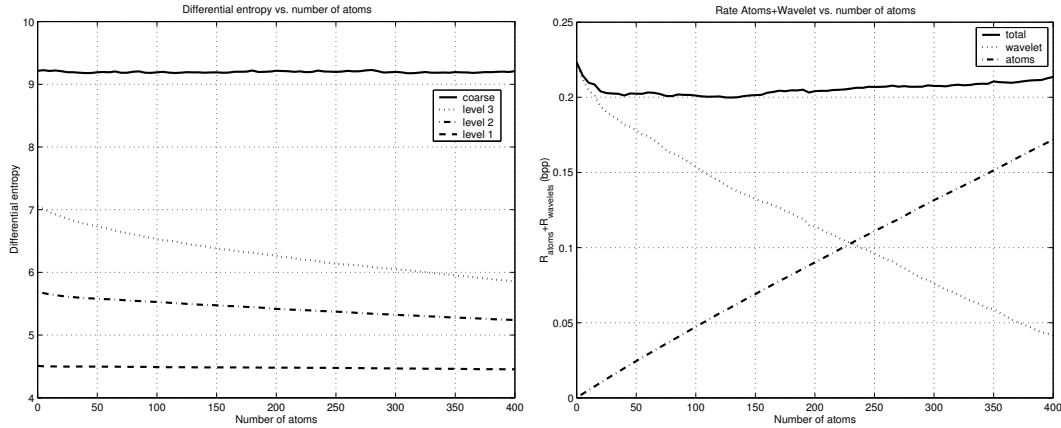 Differential entropy vs. number of atoms
10
9
8
7
6
5
4
Differential entropy
coarse
level 3
level 2
level 1
0 50 100 150 200 250 300 350 400
Number of atoms
Rate Atoms+Wavelet vs. number of atoms
0.25
0.2
0.15
0.1
0.05
0
R_atoms+R_wavelets (bpp)
total
wavelet
atoms
0 50 100 150 200 250 300 350 400
Number of atoms